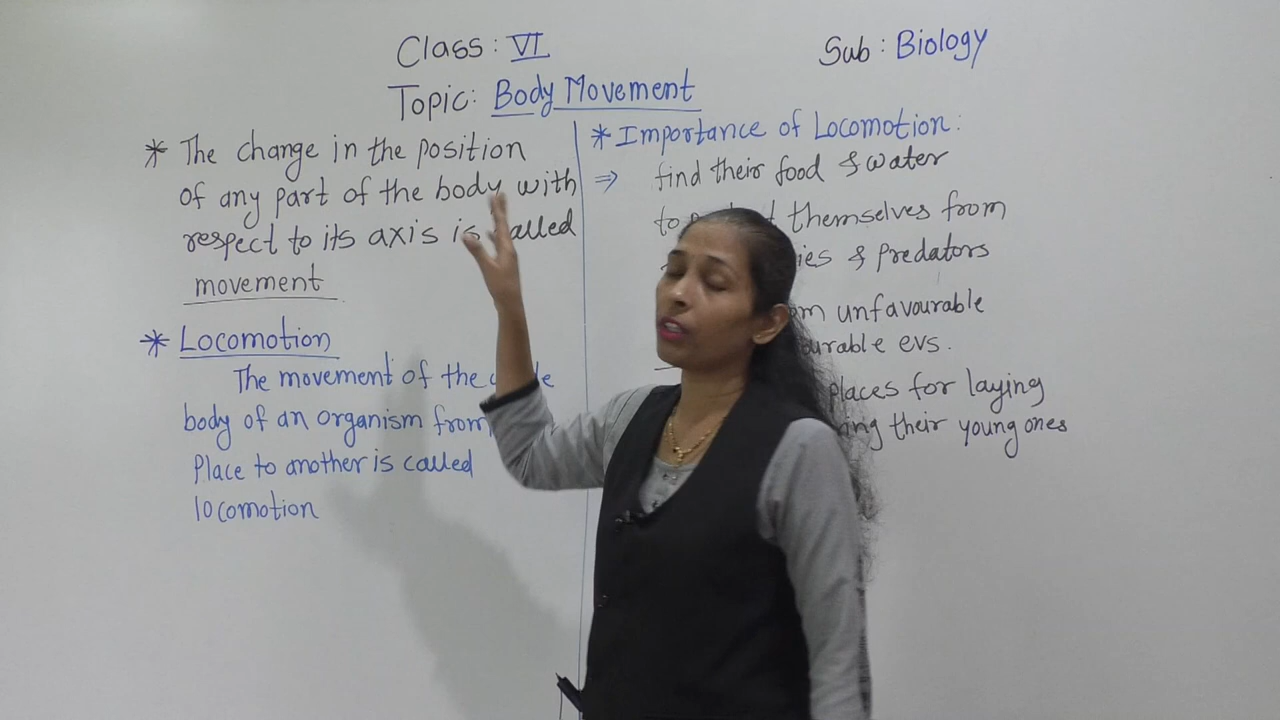 Class: VI
Sub: Biology
Topic: Body Movement
* The change in the position
of any part of the body with
respect to its axis is called
movement
* Locomotion
The movement of the
body of an organism from
Place to another is called
locomotion
* Importance of Locomotion:
⇒ find their food & water
to themselves from
& predators
unfavourable
evs.
places for laying
their young ones